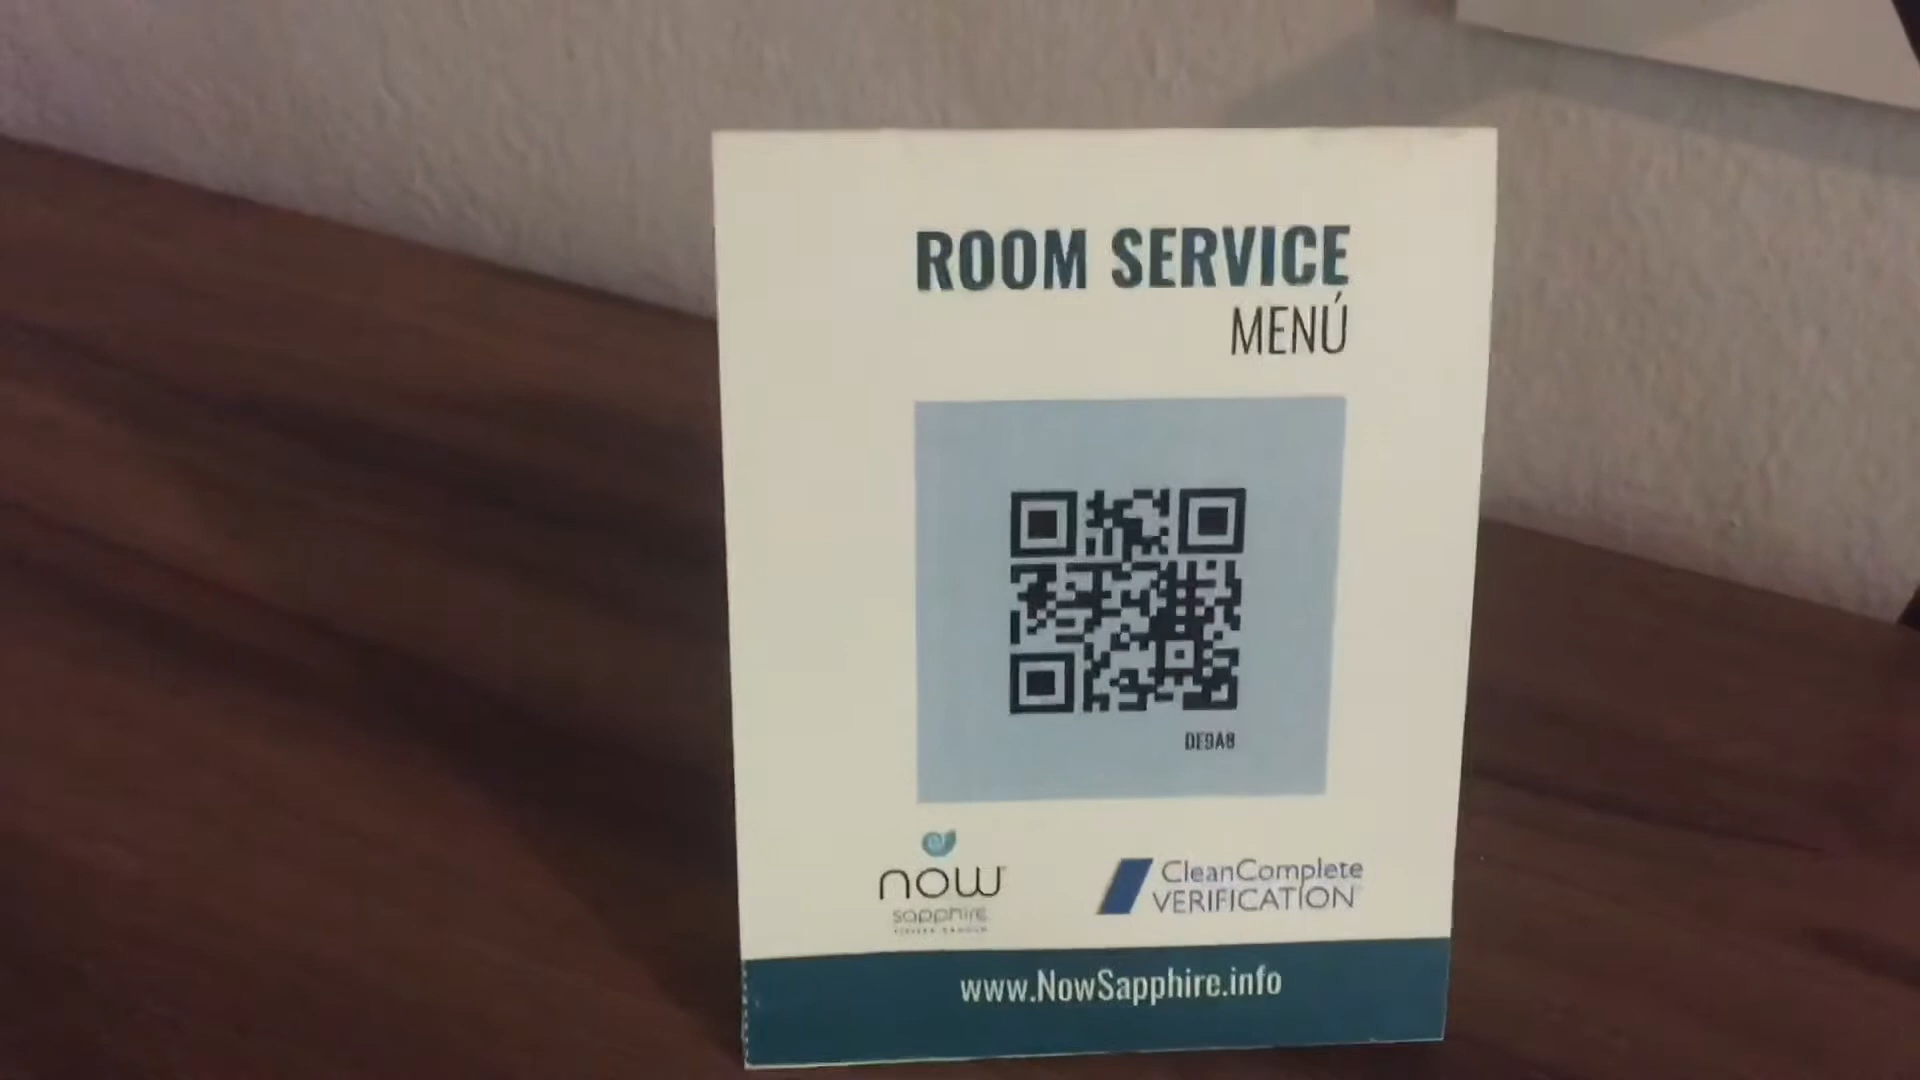 ROOM SERVICE
MENÚ
DE9A8
now
sapphire
CleanComplete
VERIFICATION
www.NowSapphire.info